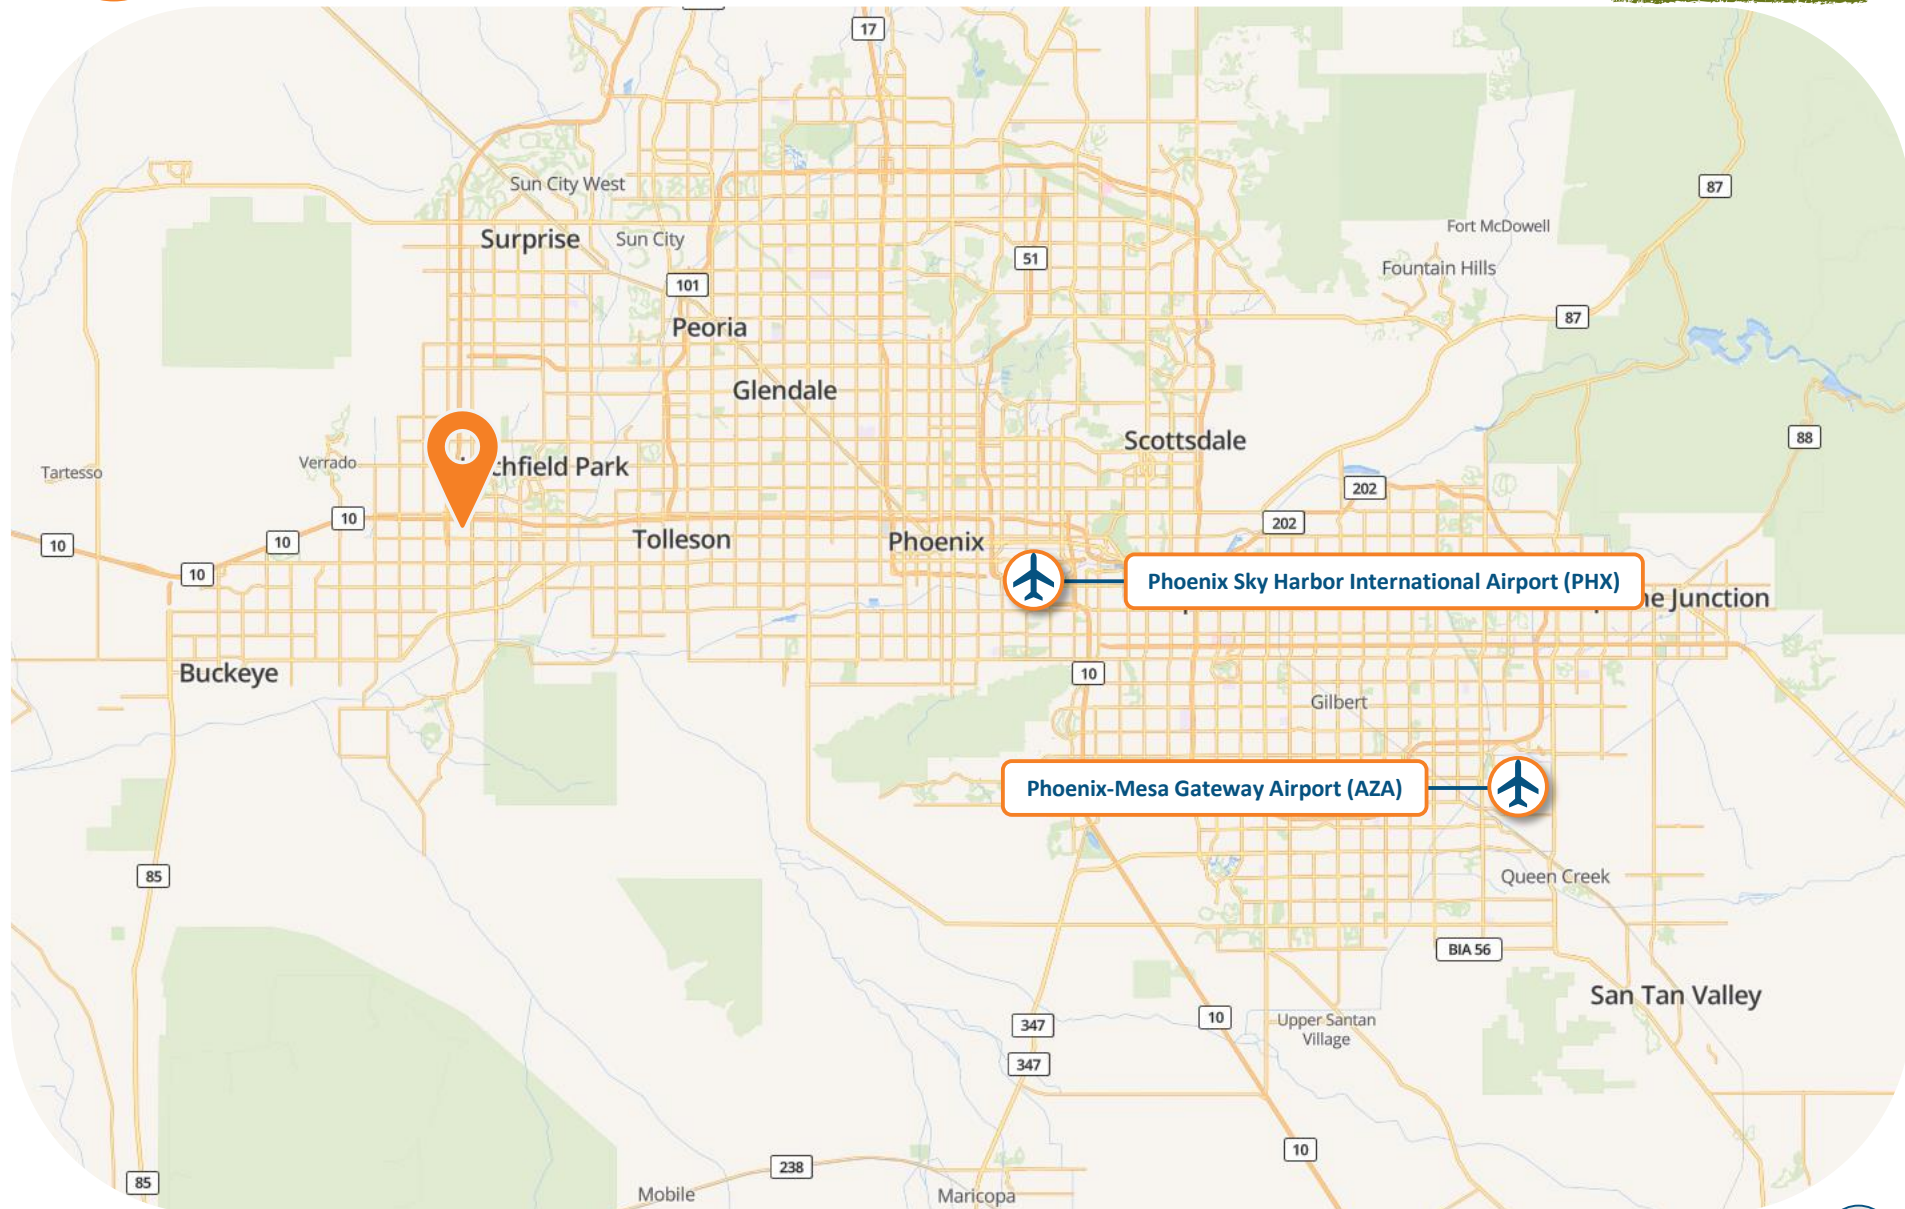 17
Sun City West
87
Surprise
Sun City
Fort McDowell
51
Fountain Hills
101
87
Peoria
Glendale
88
Scottsdale
Verrado
chfield Park
Tartesso
202
10
202
10
10
Tolleson
Phoenix
10
Phoenix Sky Harbor International Airport (PHX)
ne Junction
Buckeye
10
Gilbert
Phoenix-Mesa Gateway Airport (AZA)
85
Queen Creek
BIA 56
San Tan Valley
347
10
Upper Santan
Village
347
10
238
85
Mobile
Maricopa